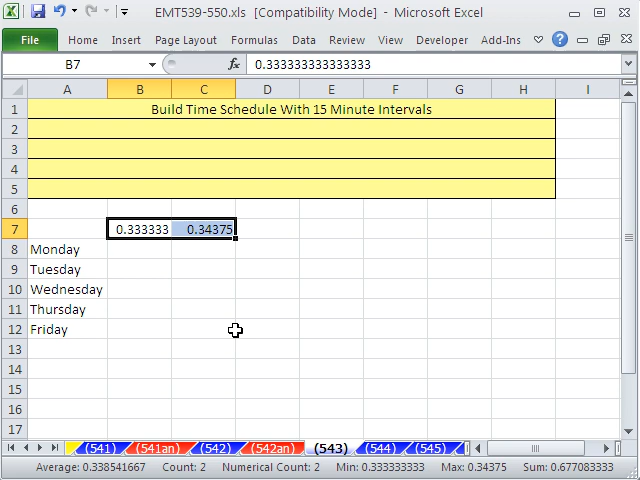 EMT539-550.xls [Compatibility Mode] - Microsoft Excel
File Home Insert Page Layout Formulas Data Review View Developer Add-Ins
B7 fx 0.333333333333333
A B C D E F G H I
1 Build Time Schedule With 15 Minute Intervals
2
3
4
5
6
7 0.333333 0.34375
8 Monday
9 Tuesday
10 Wednesday
11 Thursday
12 Friday
13
14
15
16
17
(541) (541an) (542) (542an) (543) (544) (545)
Average: 0.338541667 Count: 2 Numerical Count: 2 Min: 0.333333333 Max: 0.34375 Sum: 0.677083333